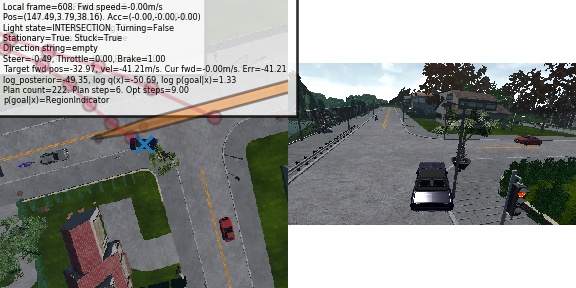 Local frame=608. Fwd speed=-0.00m/s
Pos=(147.49,3.79,38.16). Acc=(-0.00,-0.00,-0.00)
Light state=INTERSECTION. Turning=False
Stationary=True. Stuck=True
Direction string=empty
Steer=-0.49, Throttle=0.00, Brake=1.00
Target fwd pos=-32.97, vel=-41.21m/s. Cur fwd=-0.00m/s. Err=-41.21
log_posterior=-49.35, log q(x)=-50.69, log p(goal|x)=1.33
Plan count=222. Plan step=6. Opt steps=9.00
p(goal|x)=RegionIndicator